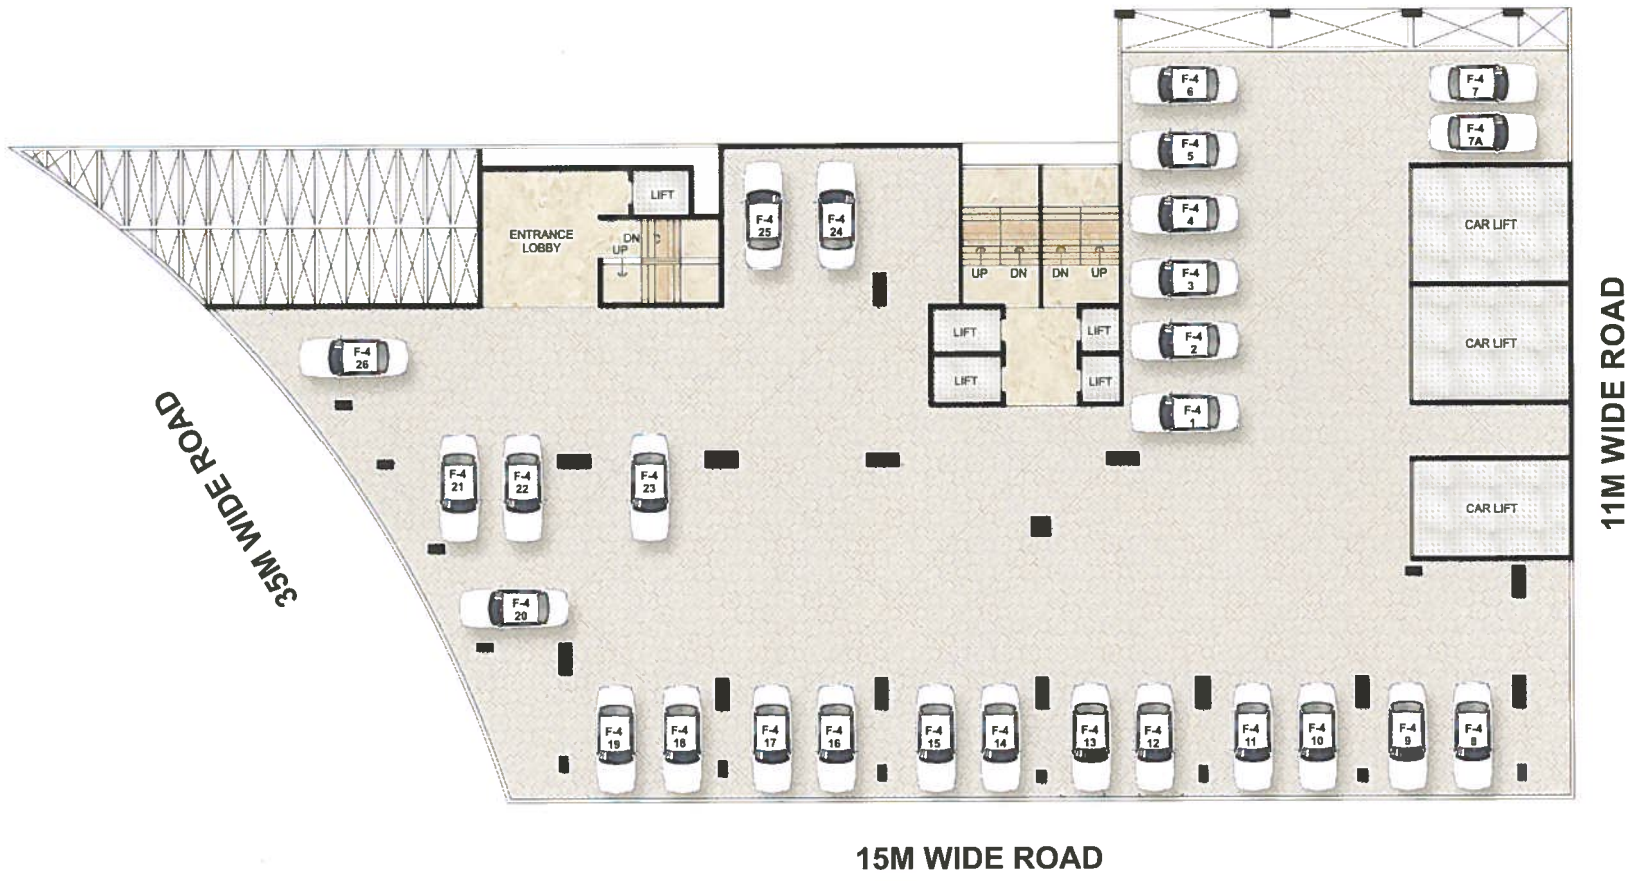 F-4
6
F-4
7
F-4
7A
F-4
5
F-4
4
F-4
3
F-4
2
F-4
1
CAR LIFT
CAR LIFT
CAR LIFT
LIFT
ENTRANCE
LOBBY
DN
UP
F-4
25
F-4
24
UP
DN
DN
UP
LIFT
LIFT
LIFT
LIFT
F-4
26
F-4
21
F-4
22
F-4
23
F-4
20
F-4
19
F-4
18
F-4
17
F-4
16
F-4
15
F-4
14
F-4
13
F-4
12
F-4
11
F-4
10
F-4
9
F-4
8
35M WIDE ROAD
11M WIDE ROAD
15M WIDE ROAD